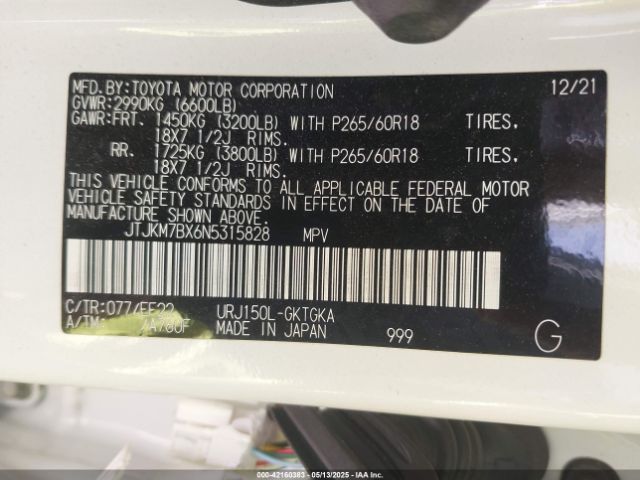 MFD.BY:TOYOTA MOTOR CORPORATION 12/21
GVWR:2990KG (6600LB)
GAWR:FRT. 1450KG (3200LB) WITH P265/60R18 TIRES.
18X7 1/2J RIMS.
RR. 1725KG (3800LB) WITH P265/60R18 TIRES.
18X7 1/2J RIMS.
THIS VEHICLE CONFORMS TO ALL APPLICABLE FEDERAL MOTOR
VEHICLE SAFETY STANDARDS IN EFFECT ON THE DATE OF
MANUFACTURE SHOWN ABOVE.
JTJKM7BX6N5315828 MPV
C/TR:077/EE32 URJ150L-GKTGKA
A/TM: MADE IN JAPAN 999 G
000-42160383 - 05/13/2025 - IAA Corp.